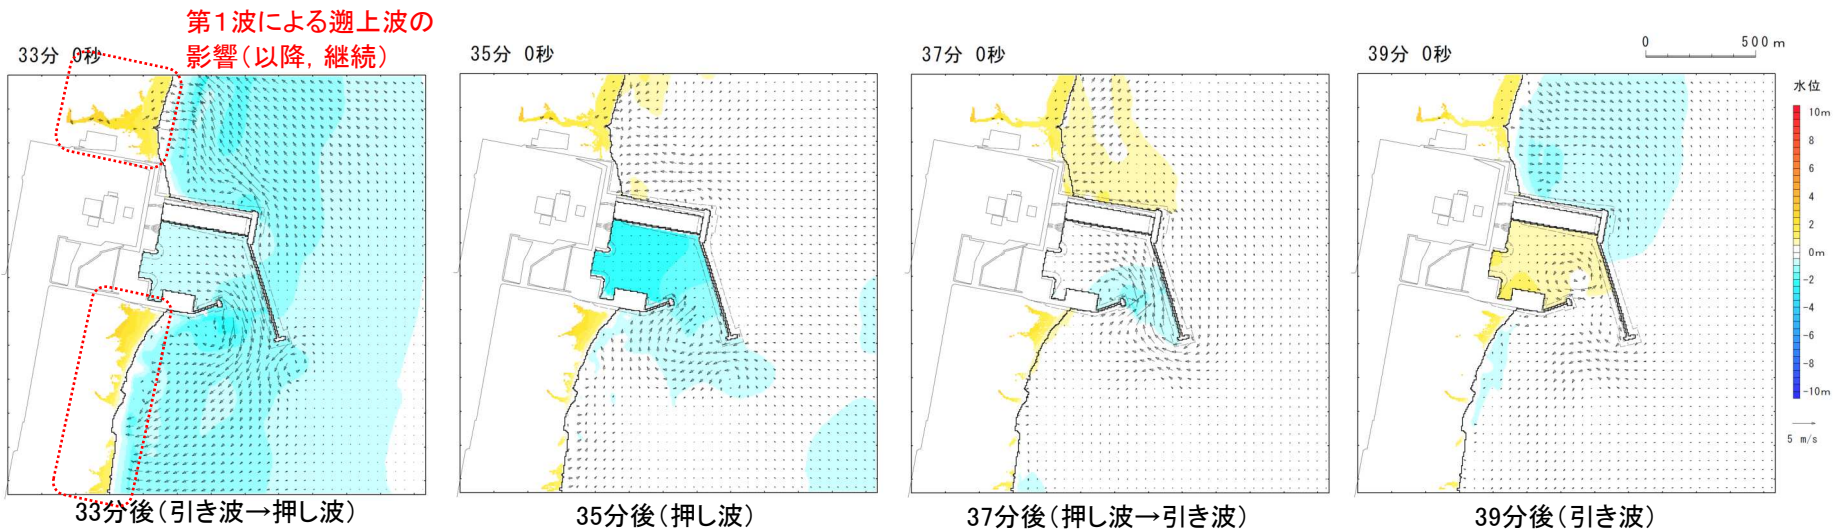 第1波による遡上波の
影響(以降, 継続)
33分 0秒
35分 0秒
37分 0秒
39分 0秒
0 500 m
水位
10m
8
6
4
2
0m
−2
−4
−6
−8
−10m
5 m/s
33分後(引き波→押し波)
35分後(押し波)
37分後(押し波→引き波)
39分後(引き波)